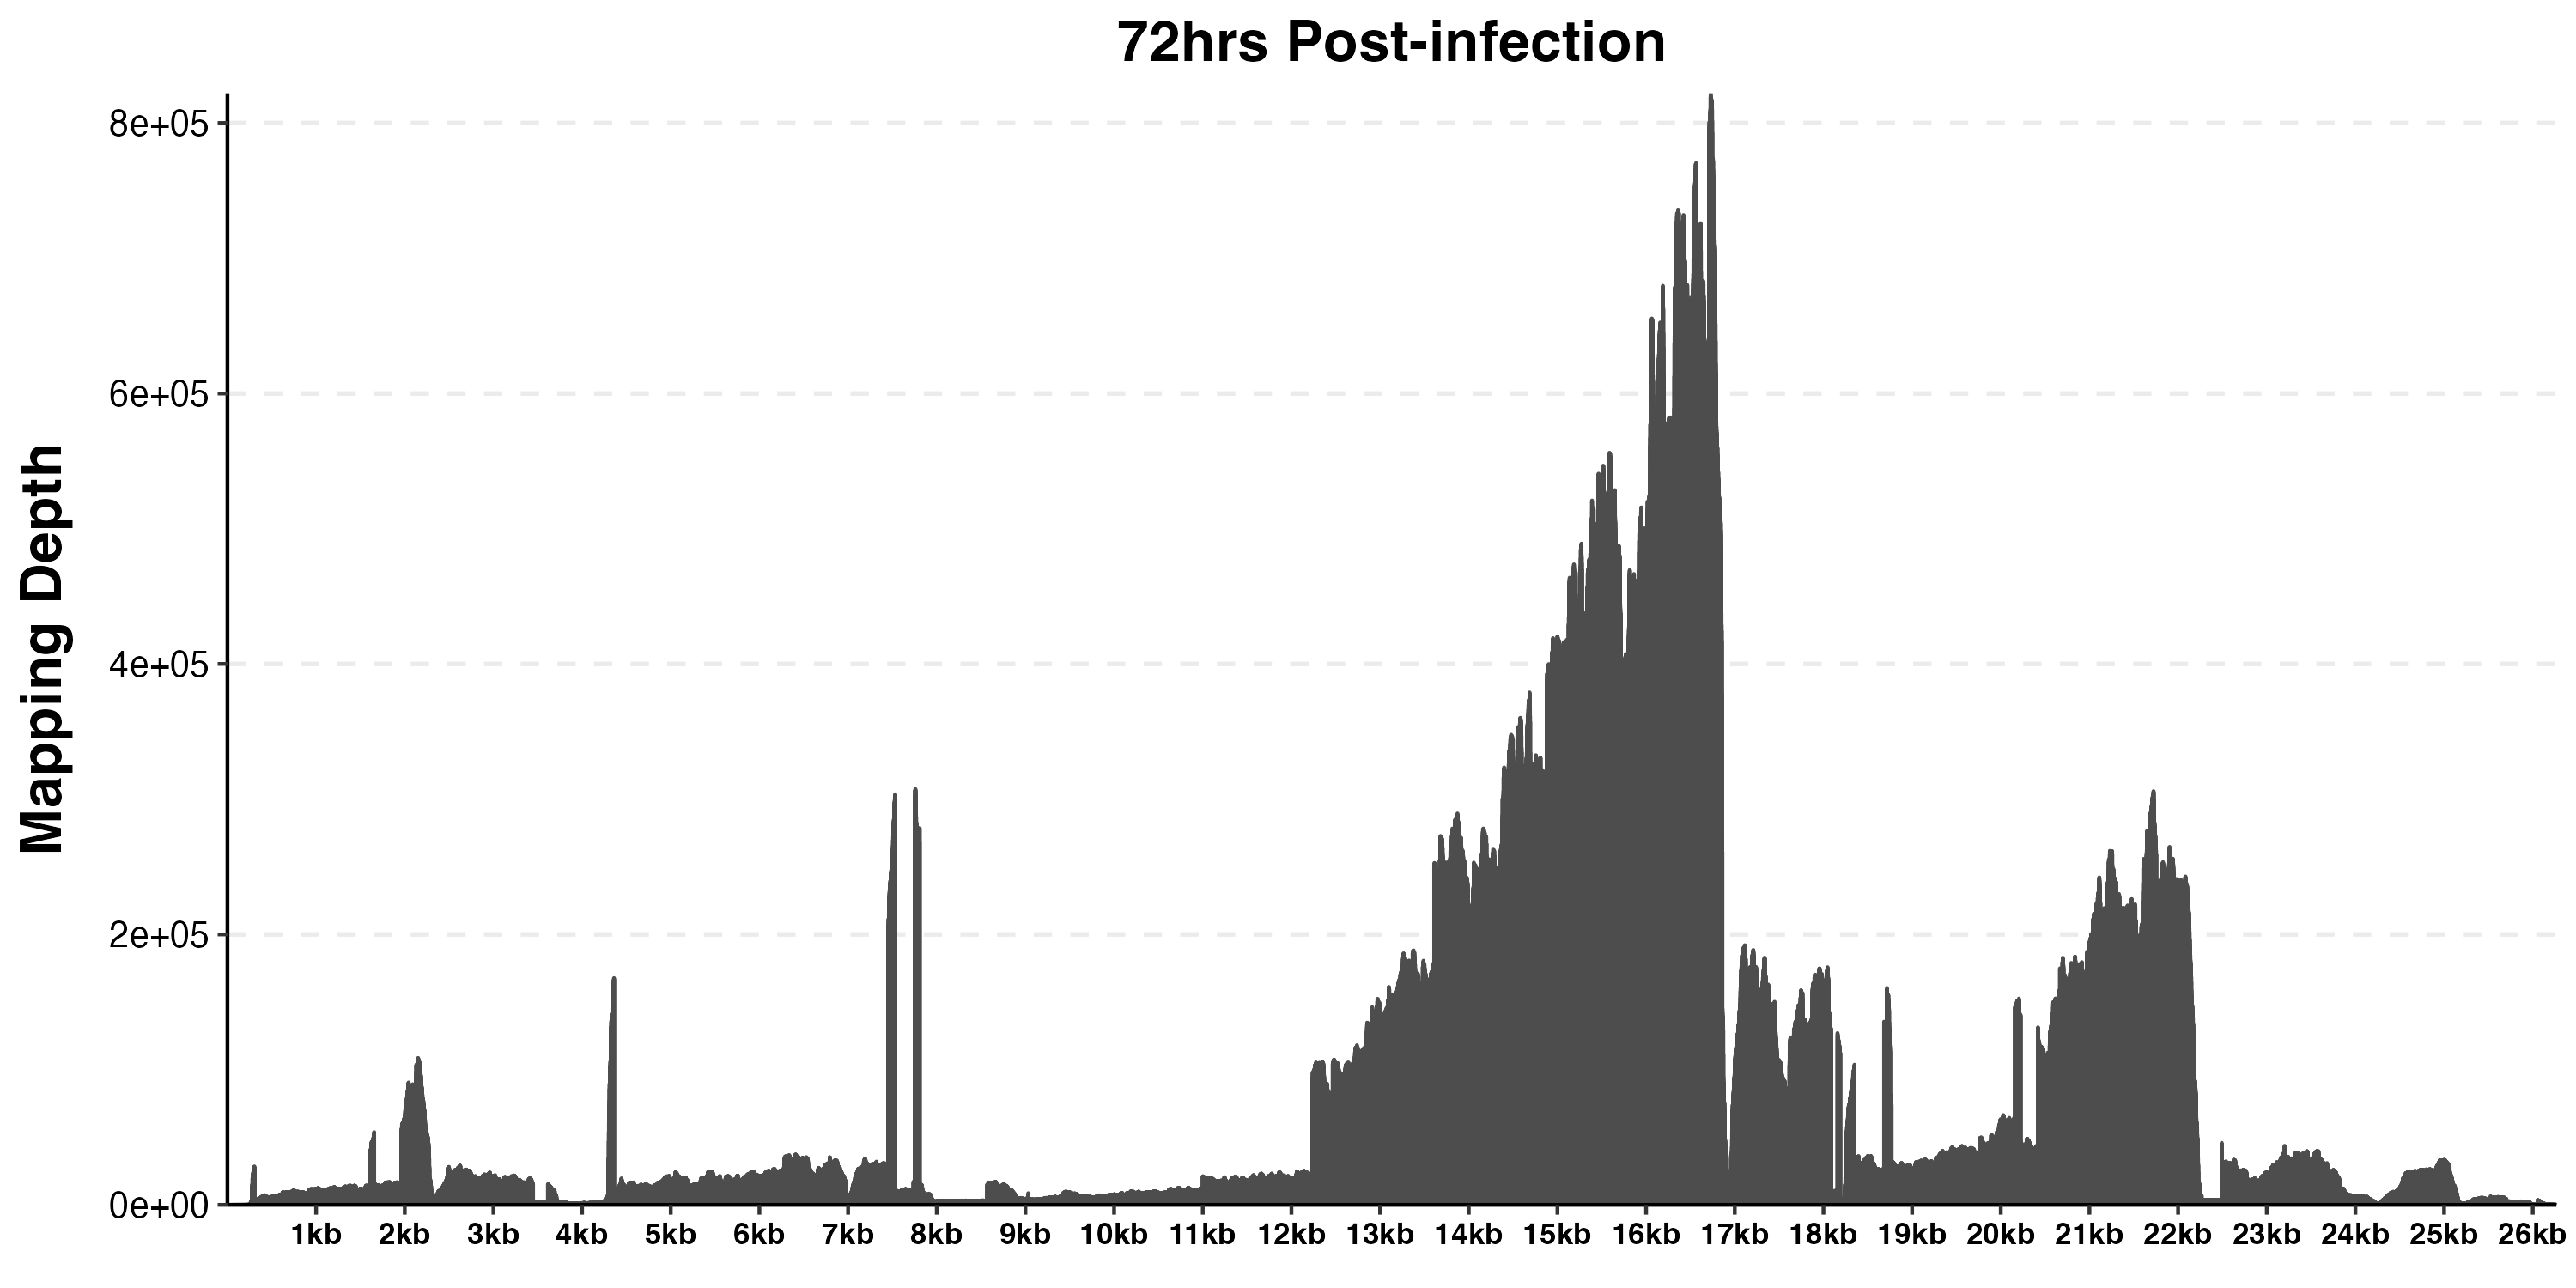 72hrs Post-infection
Mapping Depth
8e+05
6e+05
4e+05
2e+05
0e+00
1kb 2kb 3kb 4kb 5kb 6kb 7kb 8kb 9kb 10kb 11kb 12kb 13kb 14kb 15kb 16kb 17kb 18kb 19kb 20kb 21kb 22kb 23kb 24kb 25kb 26kb